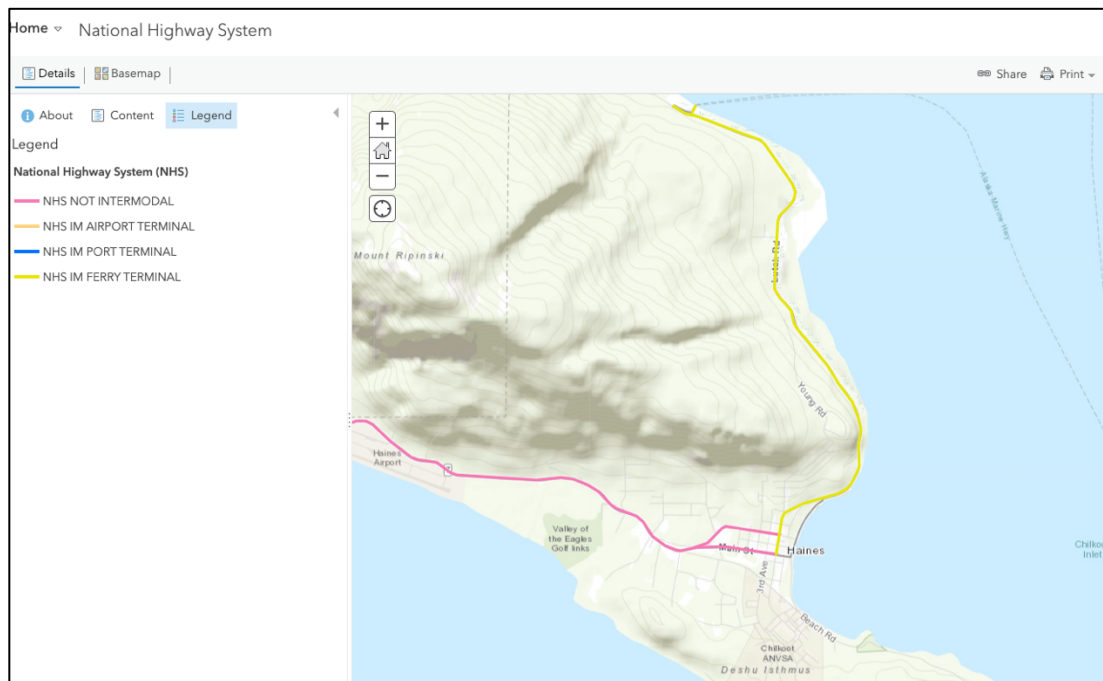 Home National Highway System
Details | Basemap |
Share Print
About Content Legend
Legend
National Highway System (NHS)
NHS NOT INTERMODAL
NHS IM AIRPORT TERMINAL
NHS IM PORT TERMINAL
NHS IM FERRY TERMINAL
+
−
Mount Ripinski
Alaska Marine Hwy
Lutak Rd
Young Rd
Haines
Airport
7
Valley of
the Eagles
Golf links
Main St
Haines
Chilkoo
Inlet
3rd Ave
Beach Rd
Chilkoot
ANVSA
Deshu Isthmus